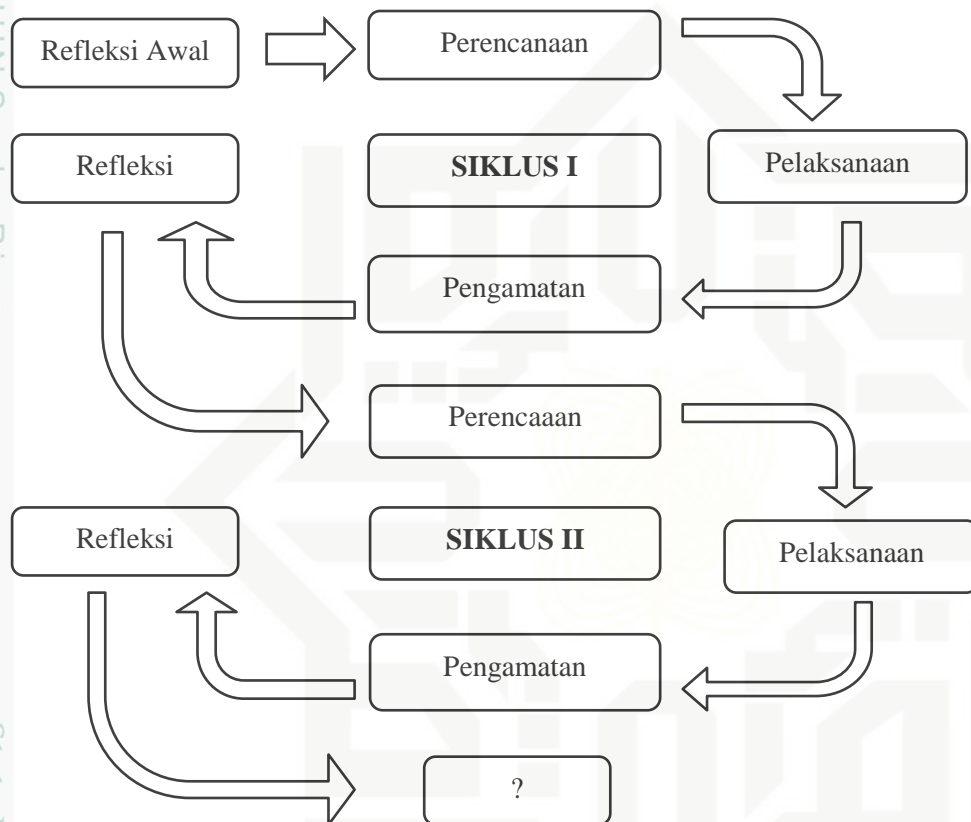 Refleksi Awal
Perencanaan
Refleksi
SIKLUS I
Pelaksanaan
Pengamatan
Perencaaan
Refleksi
SIKLUS II
Pelaksanaan
Pengamatan
?